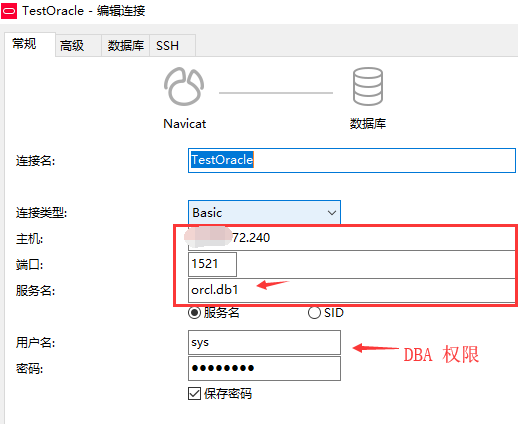 TestOracle - 编辑连接
常规 高级 数据库 SSH
Navicat 数据库
连接名: TestOracle
连接类型: Basic
主机: 72.240
端口: 1521
服务名: orcl.db1
服务名 SID
用户名: sys
DBA 权限
密码: ●●●●●●●●
保存密码